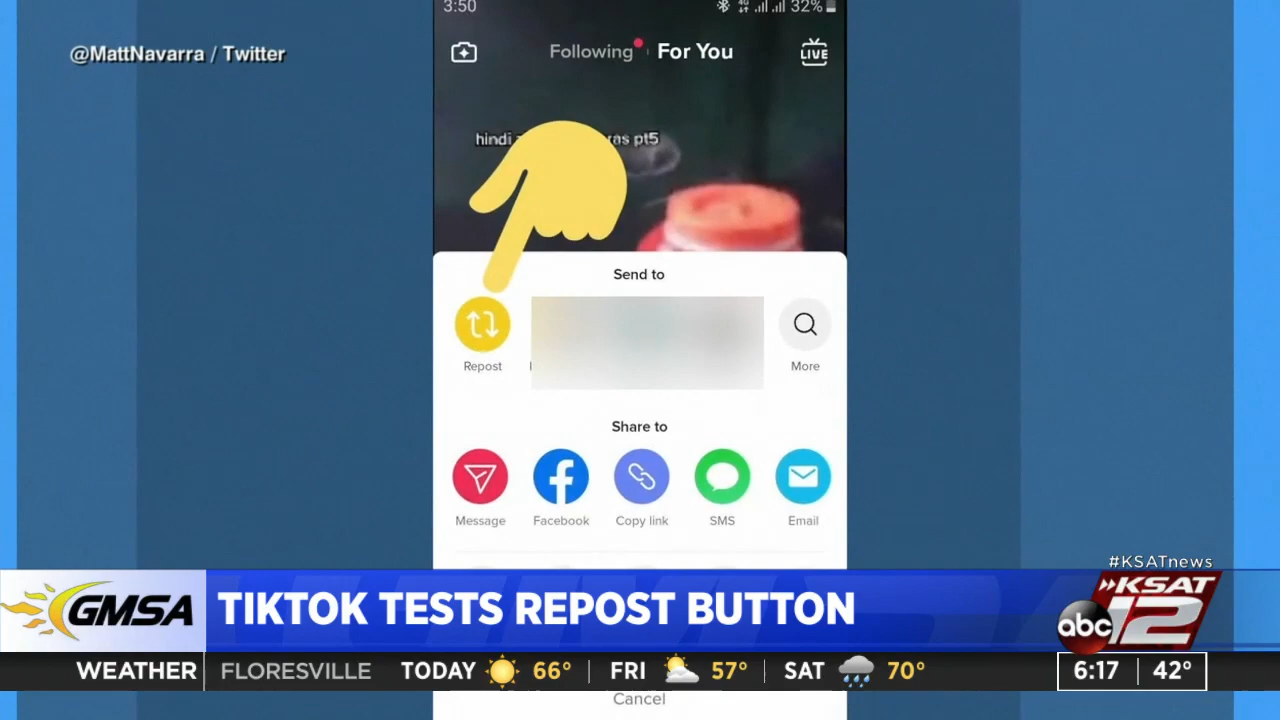 3:50
32%
@MattNavarra / Twitter
Following
For You
LIVE
hindi
pt5
Send to
Repost
More
Share to
Message
Facebook
Copy link
SMS
Email
#KSATnews
GMSA
TIKTOK TESTS REPOST BUTTON
KSAT
abc
12
WEATHER
FLORESVILLE
TODAY
66°
FRI
57°
SAT
70°
6:17
42°
Cancel